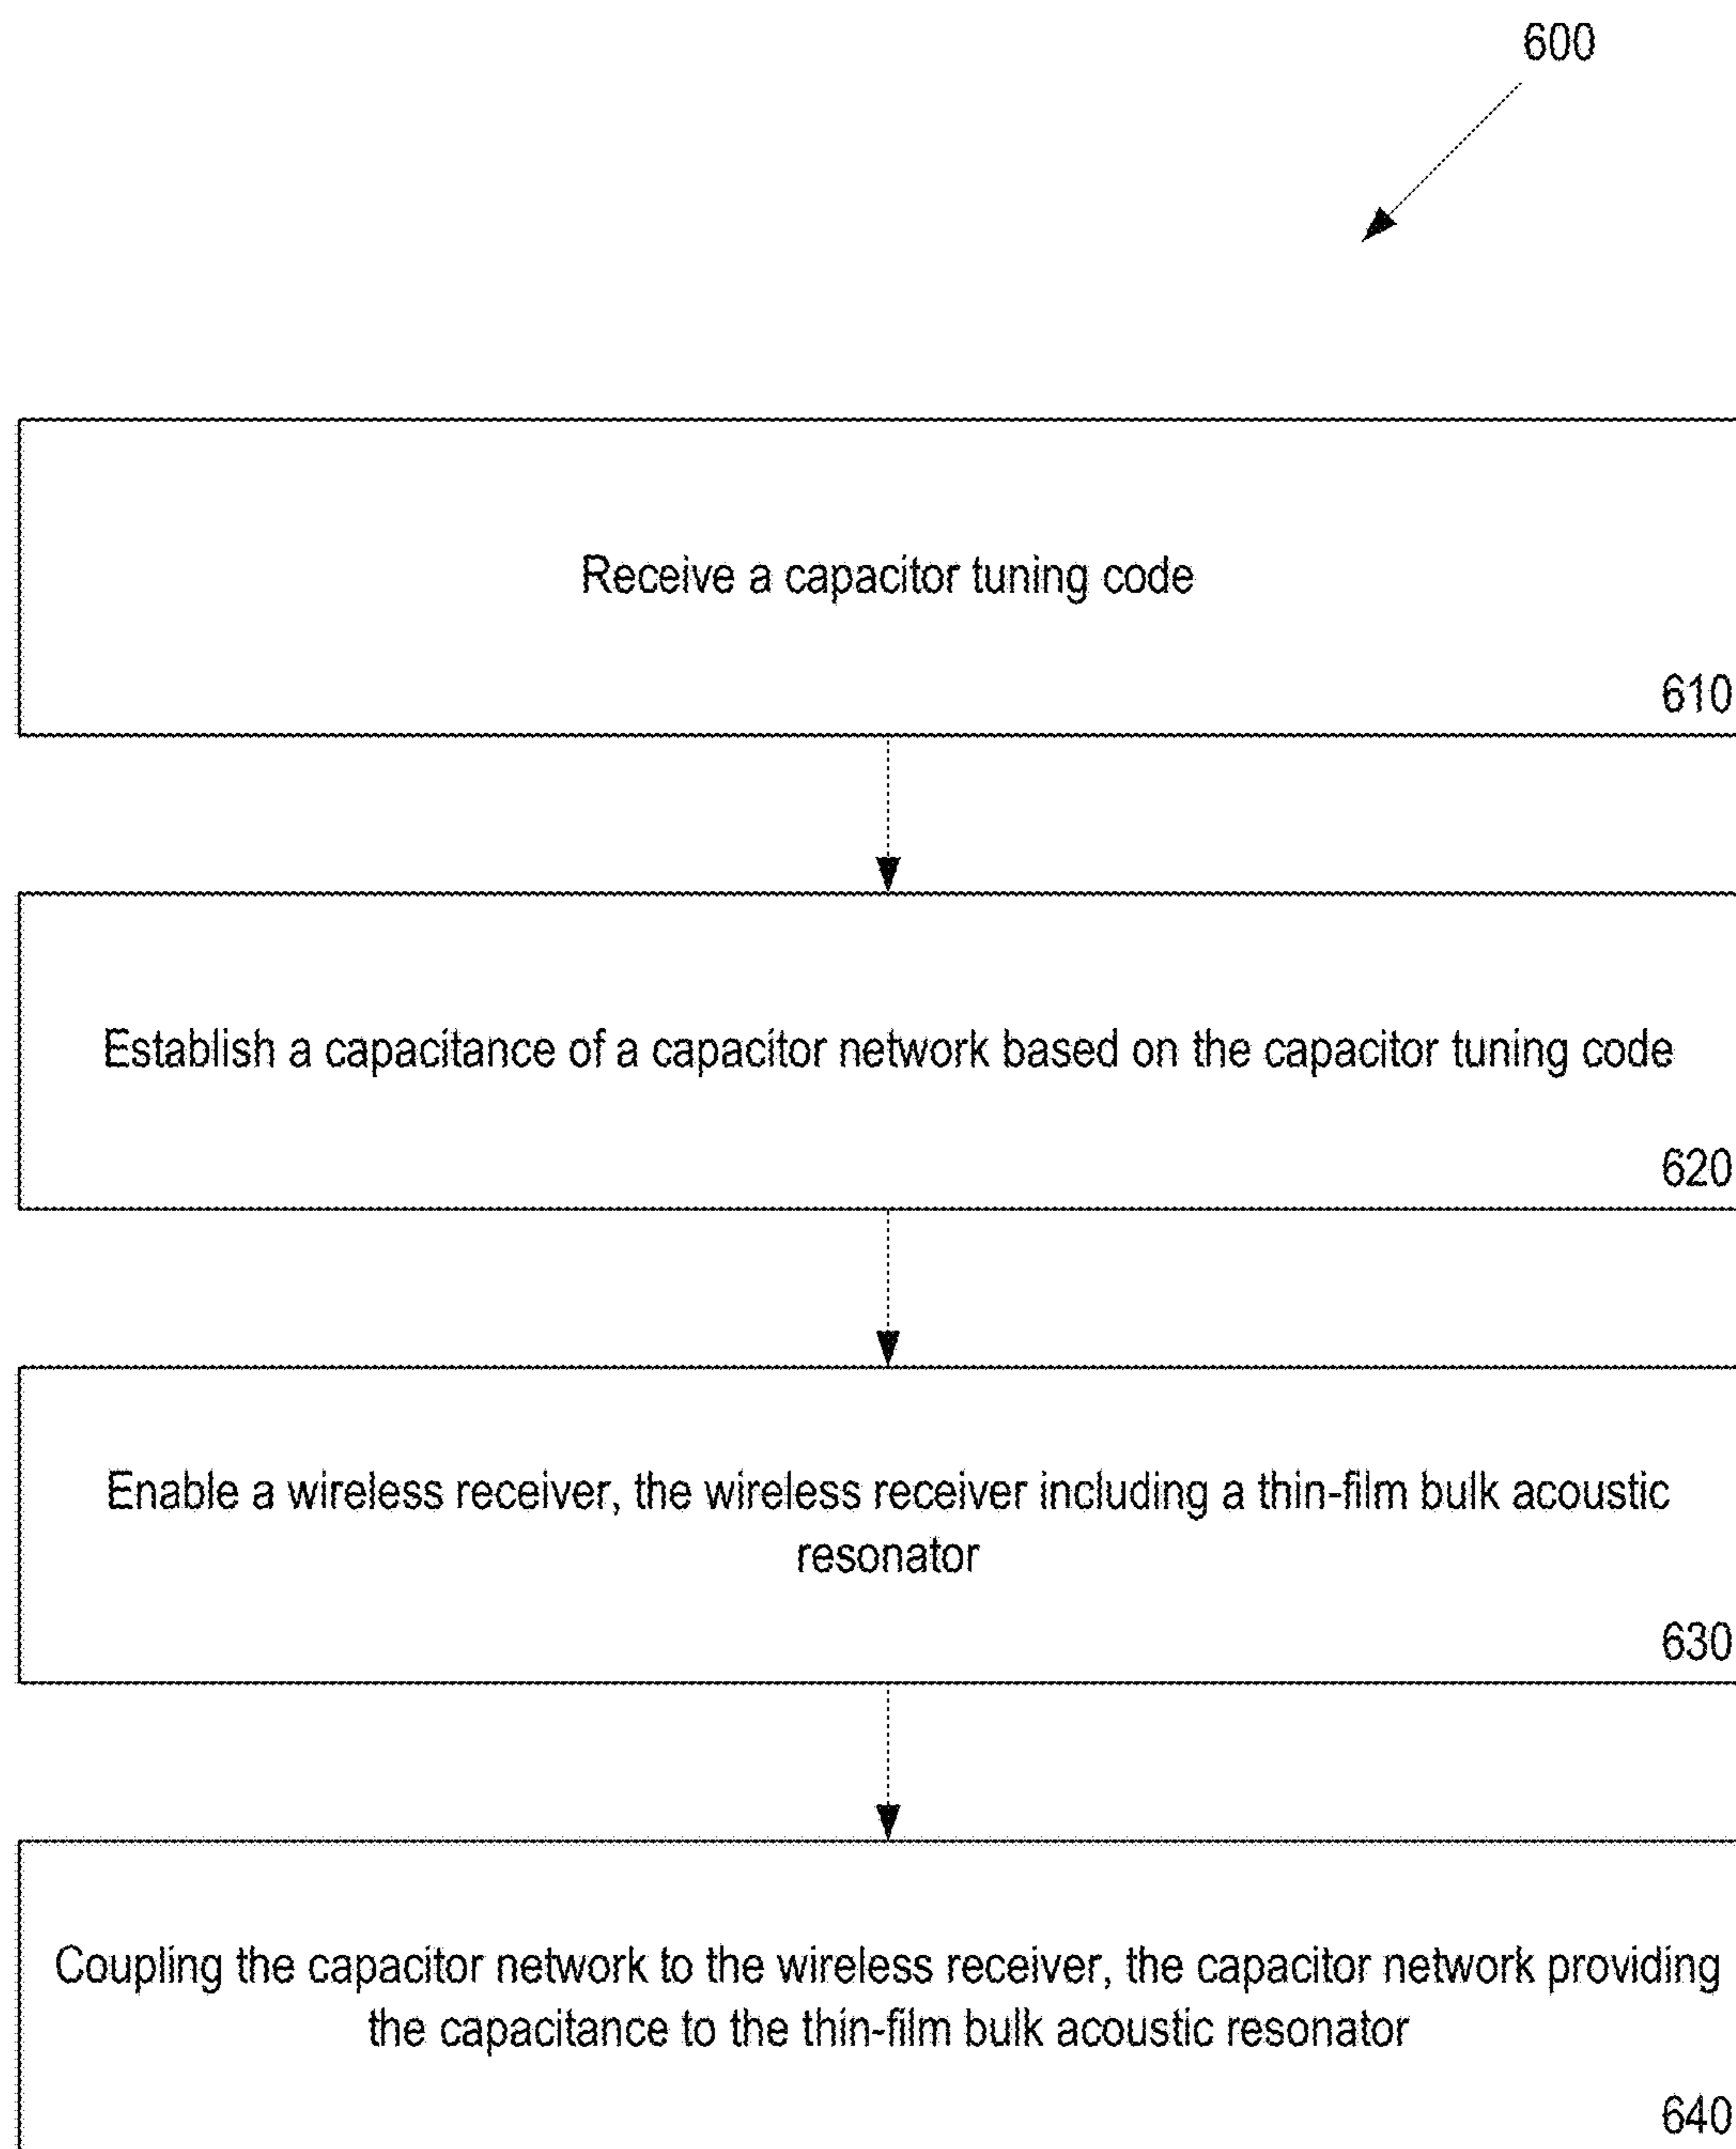 600
Receive a capacitor tuning code
610
Establish a capacitance of a capacitor network based on the capacitor tuning code
620
Enable a wireless receiver, the wireless receiver including a thin-film bulk acoustic
resonator
630
Coupling the capacitor network to the wireless receiver, the capacitor network providing
the capacitance to the thin-film bulk acoustic resonator
640